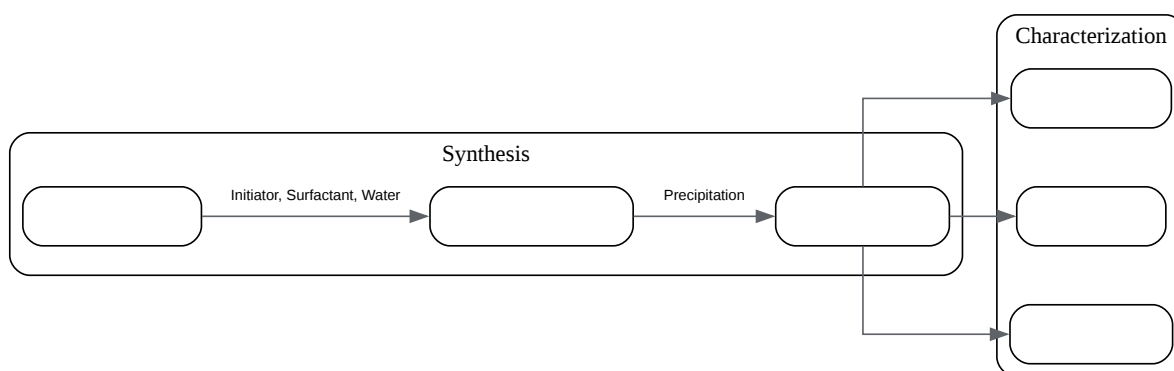 Characterization
Synthesis
Initiator, Surfactant, Water
Precipitation